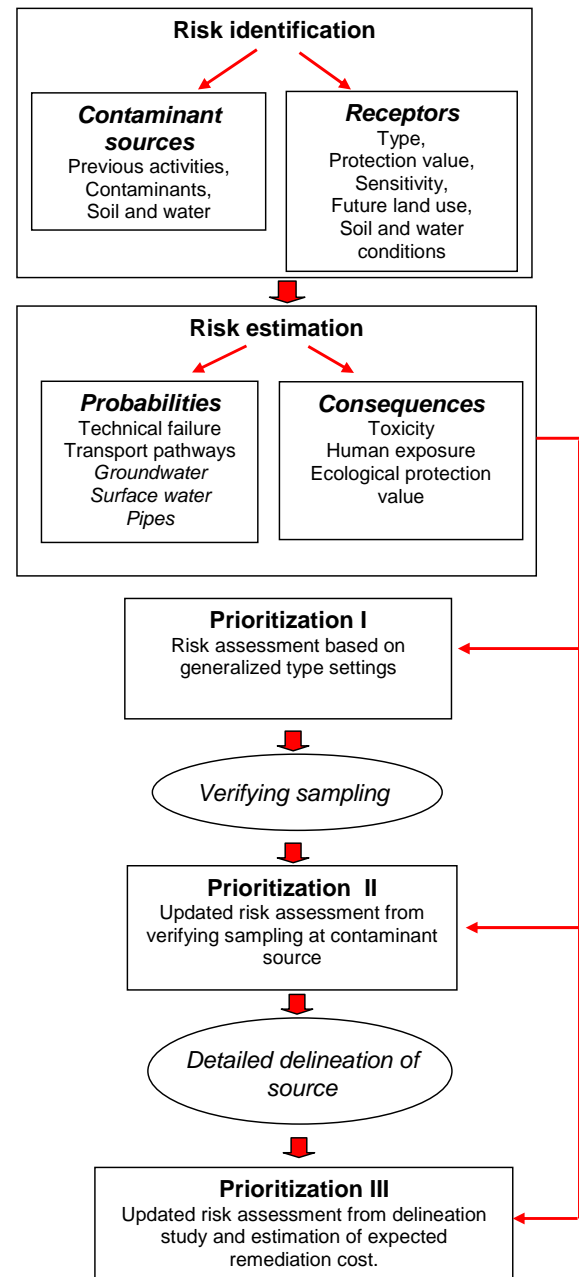 Risk identification
Contaminant
sources
Previous activities,
Contaminants,
Soil and water
Receptors
Type,
Protection value,
Sensitivity,
Future land use,
Soil and water
conditions
Risk estimation
Probabilities
Technical failure
Transport pathways
Groundwater
Surface water
Pipes
Consequences
Toxicity
Human exposure
Ecological protection
value
Prioritization I
Risk assessment based on
generalized type settings
Verifying sampling
Prioritization II
Updated risk assessment from
verifying sampling at contaminant
source
Detailed delineation of
source
Prioritization III
Updated risk assessment from delineation
study and estimation of expected
remediation cost.